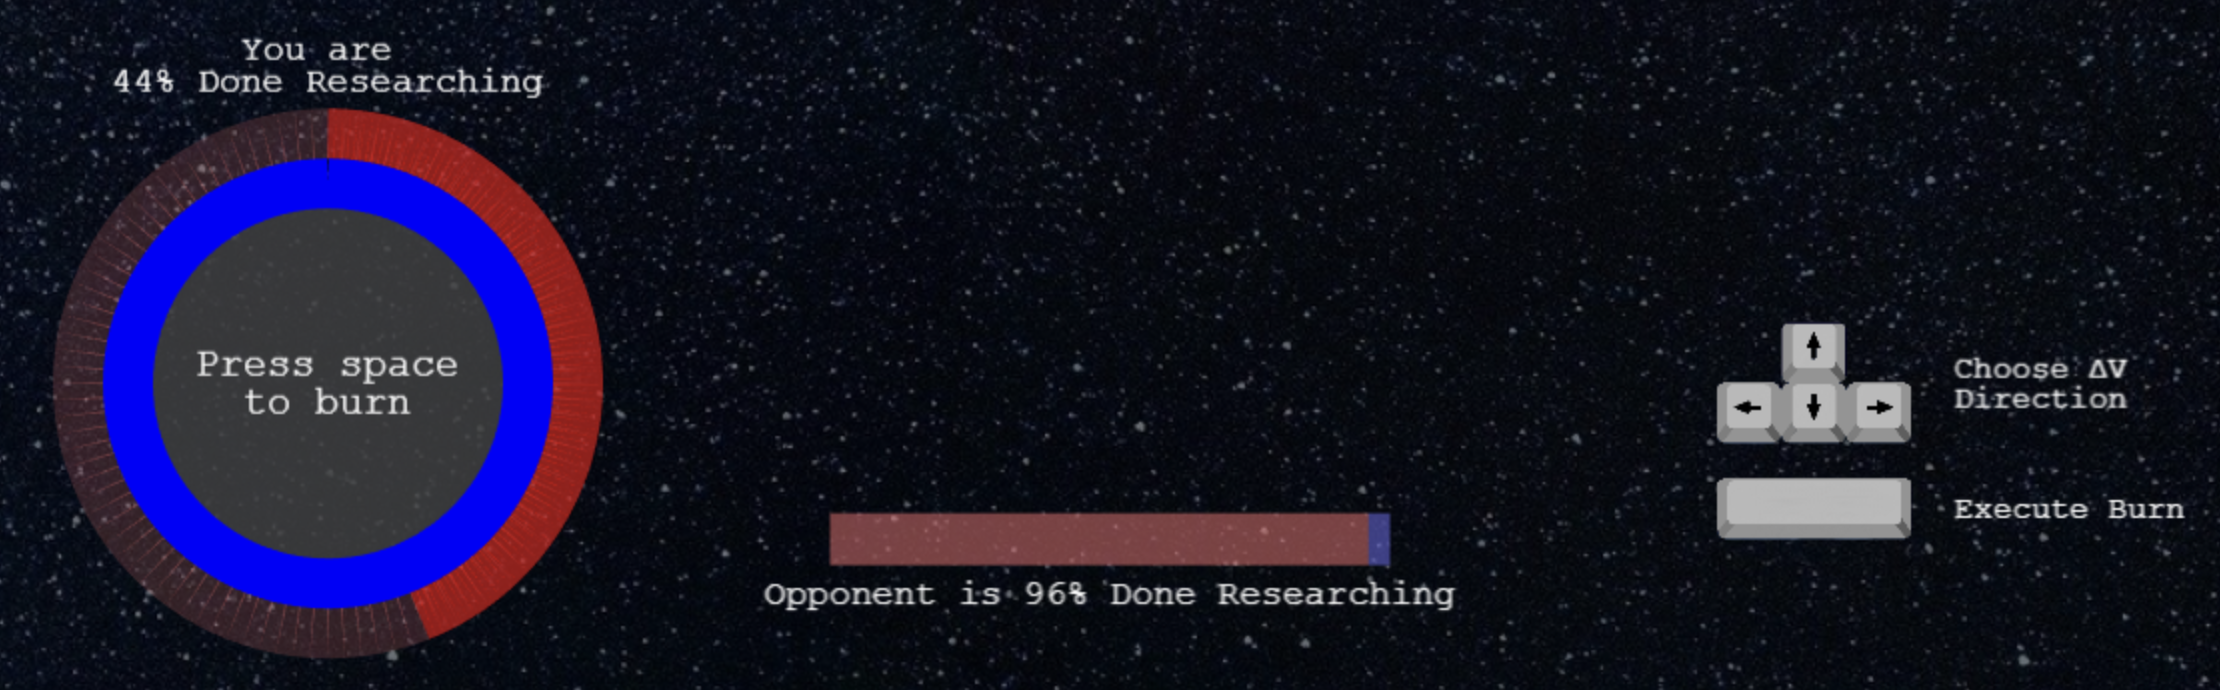 You are
44% Done Researching
Press space
to burn
Opponent is 96% Done Researching
Choose ΔV
Direction
Execute Burn